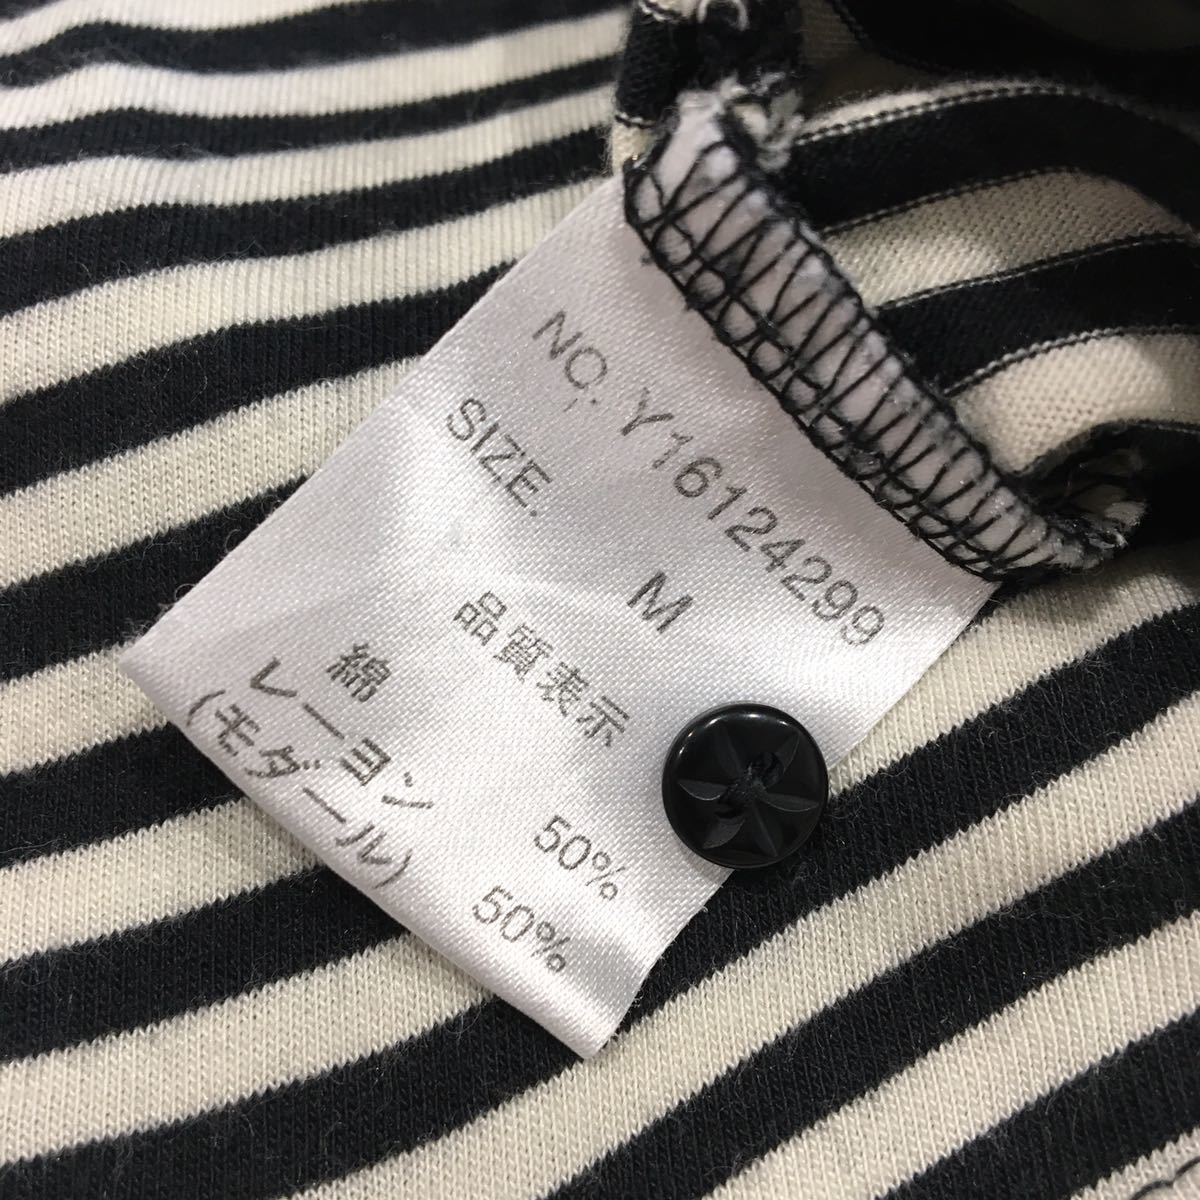 NO. Y16124299
SIZE. M
品質表示
綿 50%
レーヨン 50%
(モダール)